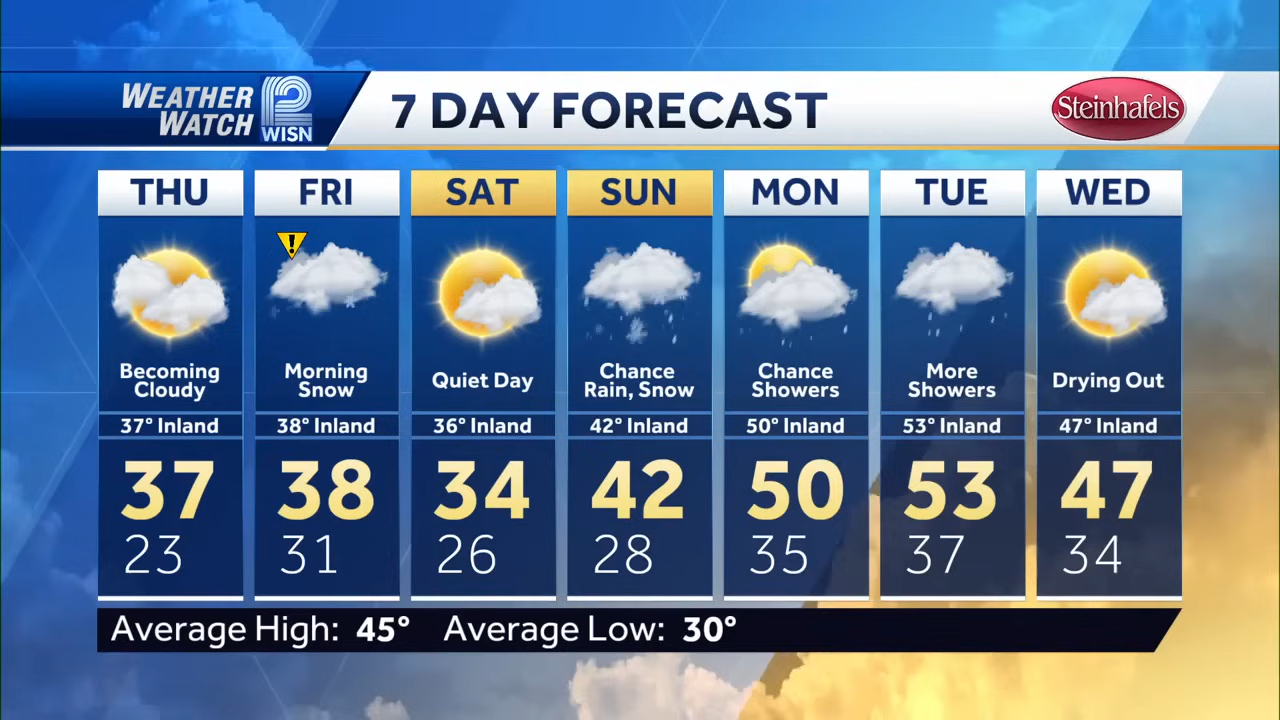 WEATHER
WATCH
12
WISN
7 DAY FORECAST
Steinhafels
THU FRI SAT SUN MON TUE WED
!
Becoming
Cloudy
Morning
Snow
Quiet Day
Chance
Rain, Snow
Chance
Showers
More
Showers
Drying Out
37° Inland 38° Inland 36° Inland 42° Inland 50° Inland 53° Inland 47° Inland
37 38 34 42 50 53 47
23 31 26 28 35 37 34
Average High: 45° Average Low: 30°